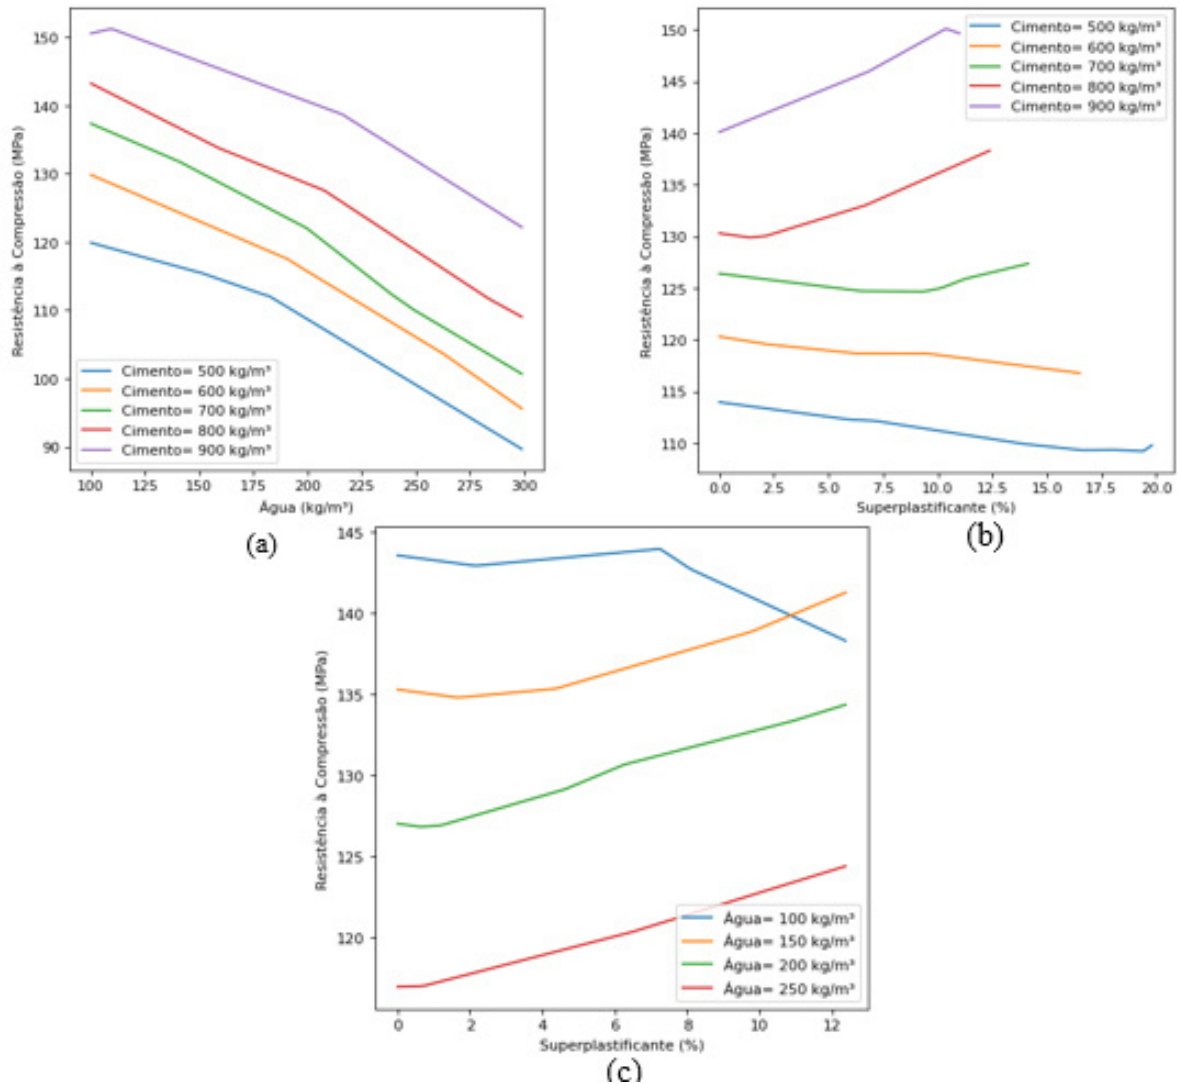 Resistência à Compressão (MPa)
150
140
130
120
110
100
90
Cimento= 500 kg/m³
Cimento= 600 kg/m³
Cimento= 700 kg/m³
Cimento= 800 kg/m³
Cimento= 900 kg/m³
100 125 150 175 200 225 250 275 300
Água (kg/m³)
(a)
Resistência à Compressão (MPa)
150
145
140
135
130
125
120
115
110
Cimento= 500 kg/m³
Cimento= 600 kg/m³
Cimento= 700 kg/m³
Cimento= 800 kg/m³
Cimento= 900 kg/m³
0.0 2.5 5.0 7.5 10.0 12.5 15.0 17.5 20.0
Superplastificante (%)
(b)
Resistência à Compressão (MPa)
145
140
135
130
125
120
Água= 100 kg/m³
Água= 150 kg/m³
Água= 200 kg/m³
Água= 250 kg/m³
0 2 4 6 8 10 12
Superplastificante (%)
(c)